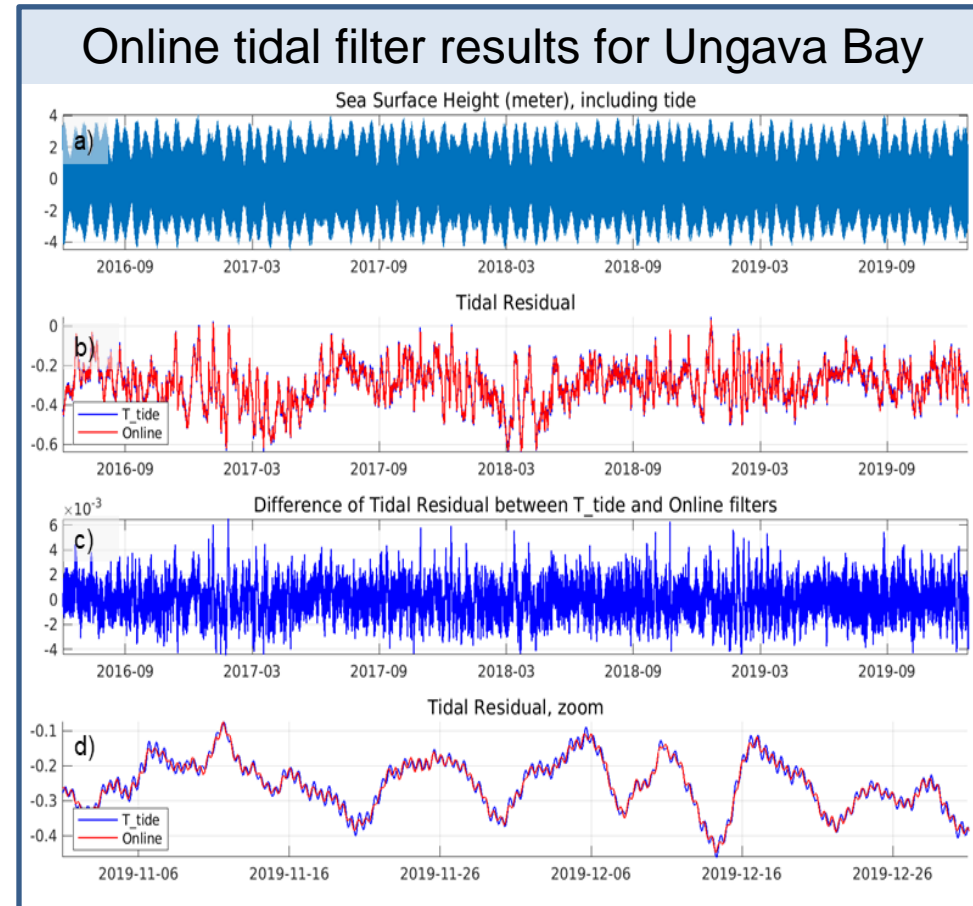 Online tidal filter results for Ungava Bay
Sea Surface Height (meter), including tide
4
a)
2
0
-2
-4
2016-09 2017-03 2017-09 2018-03 2018-09 2019-03 2019-09
Tidal Residual
0
b)
-0.2
-0.4
T_tide
Online
-0.6
2016-09 2017-03 2017-09 2018-03 2018-09 2019-03 2019-09
Difference of Tidal Residual between T_tide and Online filters
×10⁻³
6
c)
4
2
0
-2
-4
2016-09 2017-03 2017-09 2018-03 2018-09 2019-03 2019-09
Tidal Residual, zoom
-0.1
d)
-0.2
-0.3
T_tide
-0.4
Online
2019-11-06 2019-11-16 2019-11-26 2019-12-06 2019-12-16 2019-12-26